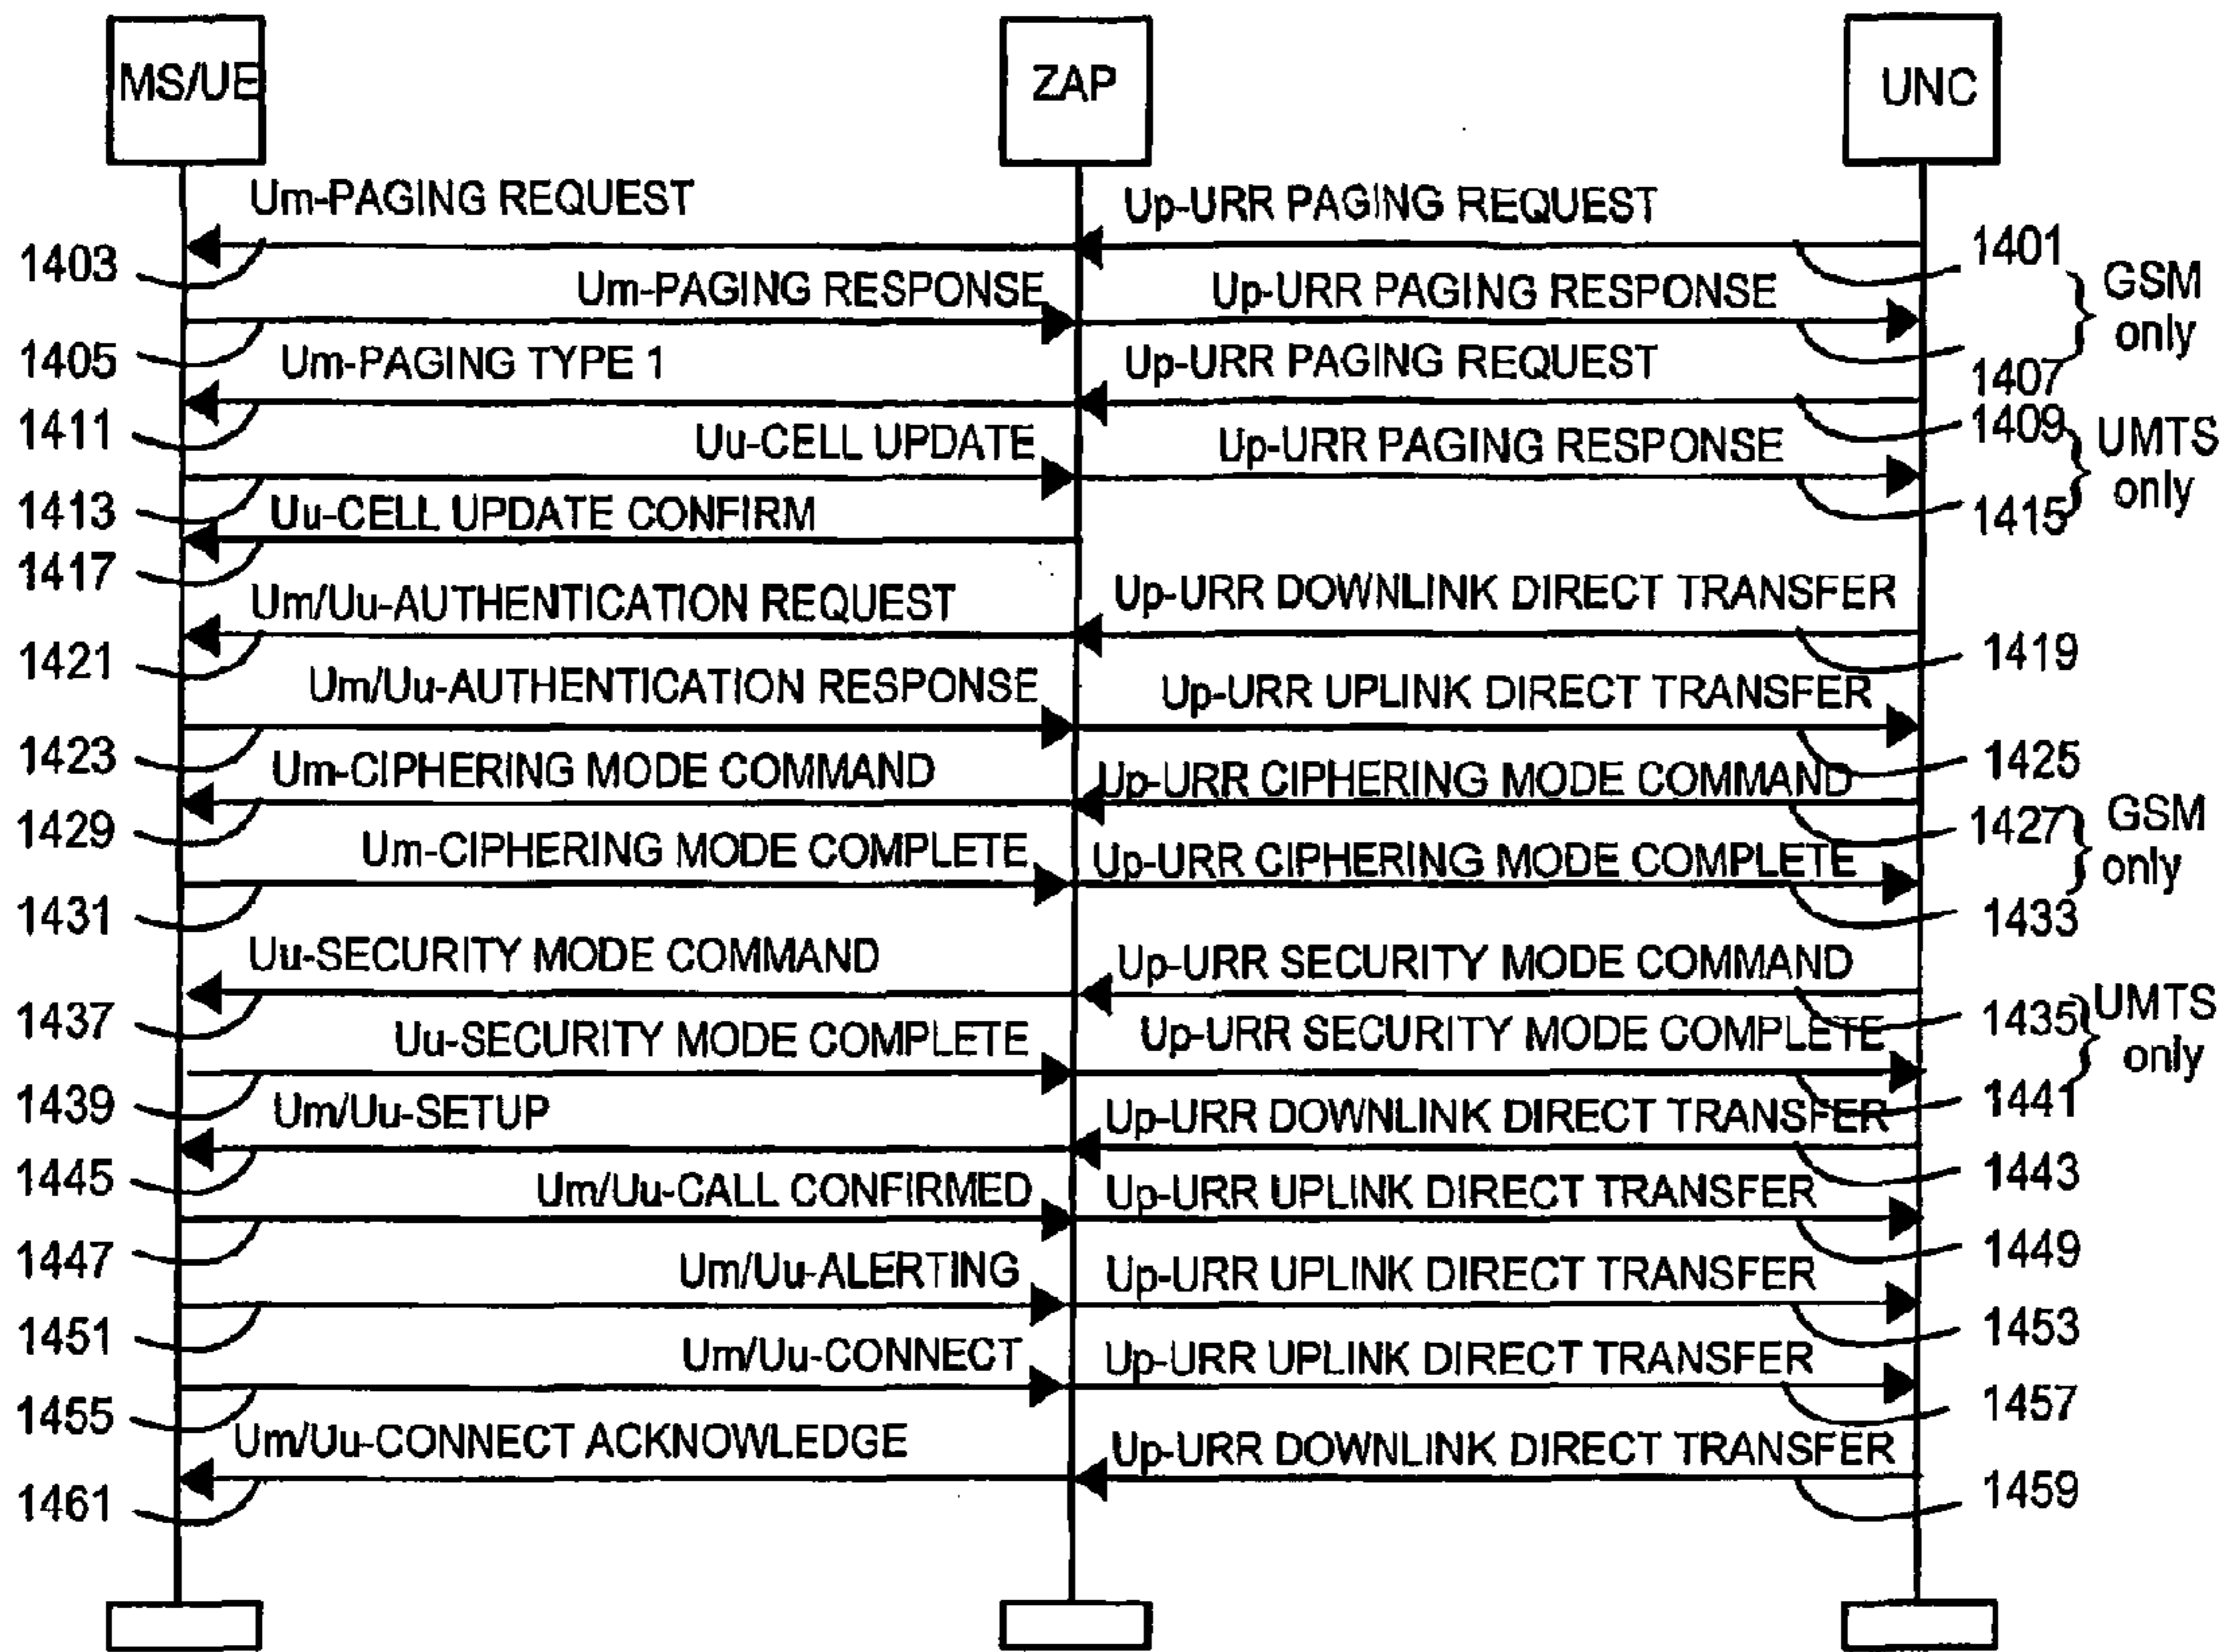 MS/UE
ZAP
UNC
Um-PAGING REQUEST
Up-URR PAGING REQUEST
1403
1401
Um-PAGING RESPONSE
Up-URR PAGING RESPONSE
GSM
only
1405
1407
Um-PAGING TYPE 1
Up-URR PAGING REQUEST
1411
1409
Uu-CELL UPDATE
Up-URR PAGING RESPONSE
UMTS
only
1413
1415
Uu-CELL UPDATE CONFIRM
1417
Um/Uu-AUTHENTICATION REQUEST
Up-URR DOWNLINK DIRECT TRANSFER
1421
1419
Um/Uu-AUTHENTICATION RESPONSE
Up-URR UPLINK DIRECT TRANSFER
1423
1425
Um-CIPHERING MODE COMMAND
Up-URR CIPHERING MODE COMMAND
1429
1427
GSM
only
Um-CIPHERING MODE COMPLETE
Up-URR CIPHERING MODE COMPLETE
1431
1433
Uu-SECURITY MODE COMMAND
Up-URR SECURITY MODE COMMAND
1437
1435
UMTS
only
Uu-SECURITY MODE COMPLETE
Up-URR SECURITY MODE COMPLETE
1439
1441
Um/Uu-SETUP
Up-URR DOWNLINK DIRECT TRANSFER
1445
1443
Um/Uu-CALL CONFIRMED
Up-URR UPLINK DIRECT TRANSFER
1447
1449
Um/Uu-ALERTING
Up-URR UPLINK DIRECT TRANSFER
1451
1453
Um/Uu-CONNECT
Up-URR UPLINK DIRECT TRANSFER
1455
1457
Um/Uu-CONNECT ACKNOWLEDGE
Up-URR DOWNLINK DIRECT TRANSFER
1461
1459